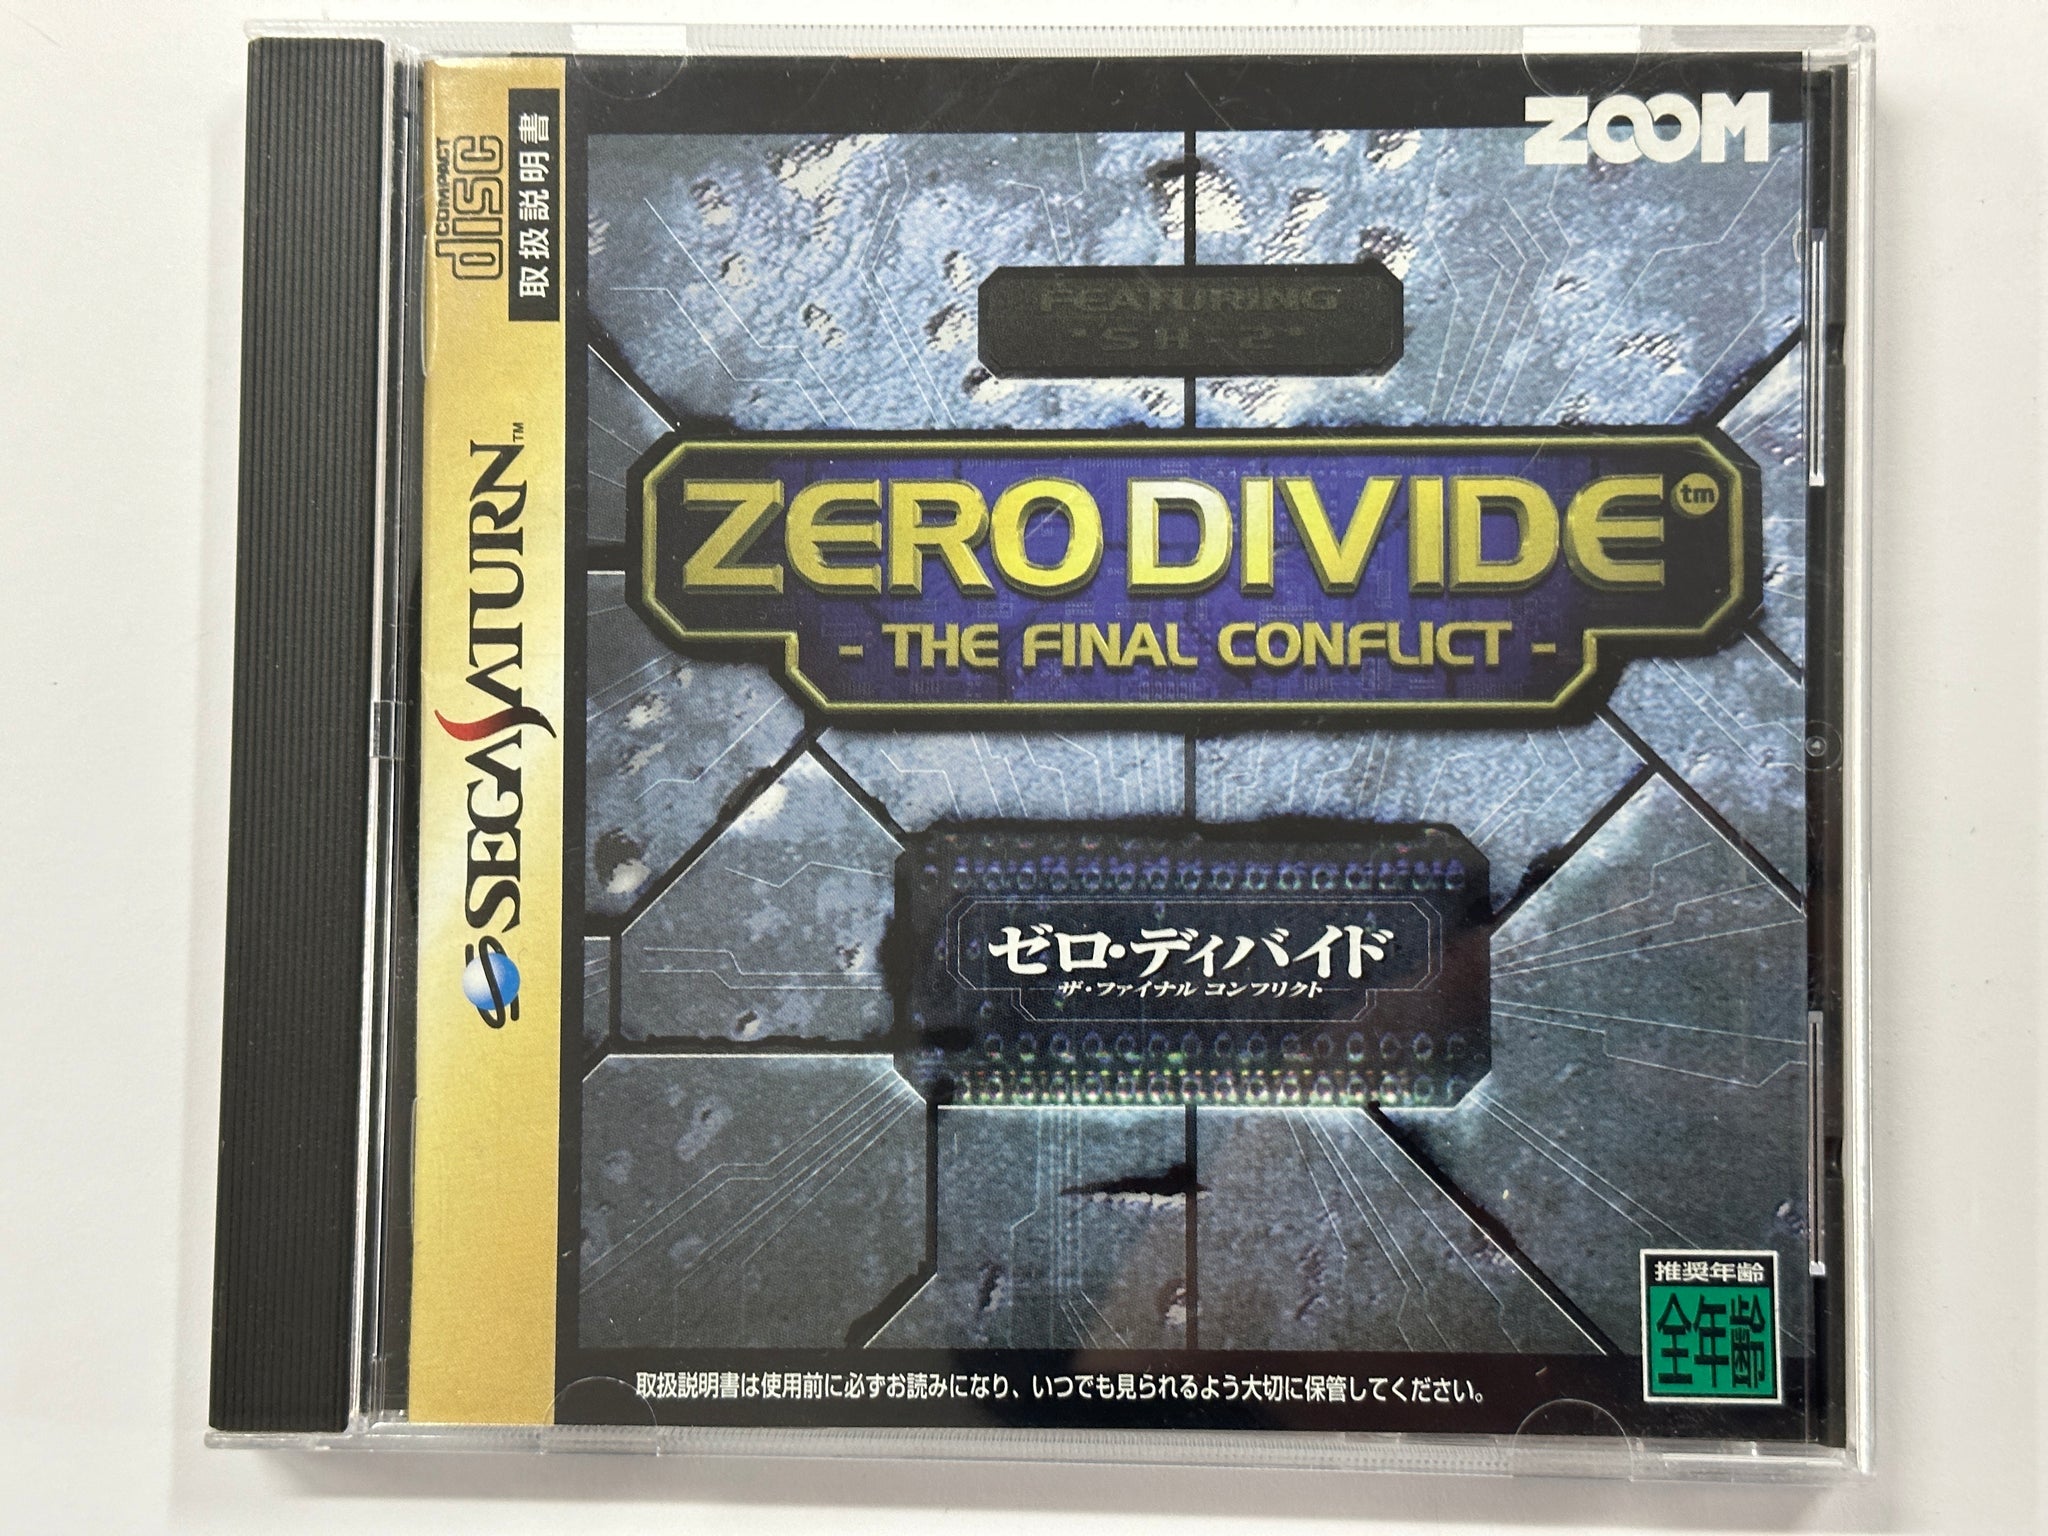 COMPACT
disc
取扱説明書
SEGA SATURN™
ZOOM
FEATURING
"SH-2"
ZERO DIVIDE tm
- THE FINAL CONFLICT -
ゼロ・ディバイド
ザ・ファイナル コンフリクト
推奨年齢
全年齢
取扱説明書は使用前に必ずお読みになり、いつでも見られるよう大切に保管してください。